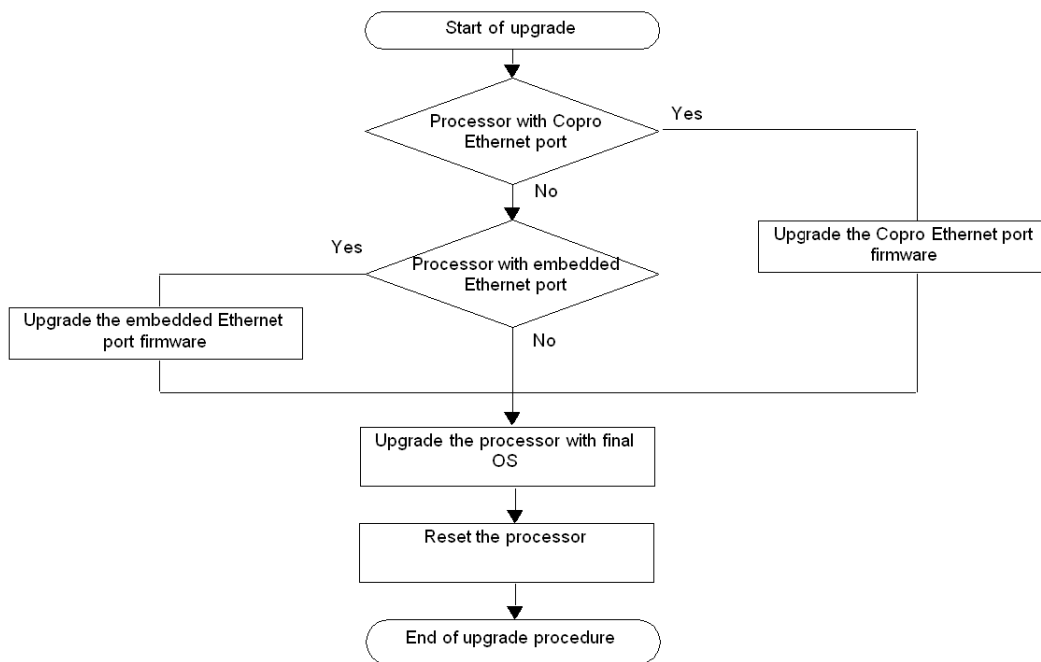 Start of upgrade
Processor with Copro
Ethernet port
Yes
No
Upgrade the Copro Ethernet port
firmware
Yes
Processor with embedded
Ethernet port
Upgrade the embedded Ethernet
port firmware
No
Upgrade the processor with final
OS
Reset the processor
End of upgrade procedure